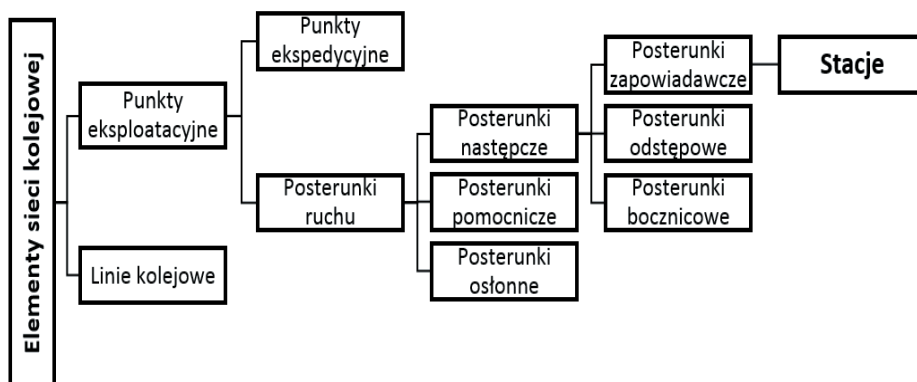 Elementy sieci kolejowej
Punkty
eksploatacyjne
Linie kolejowe
Punkty
ekspedycyjne
Posterunki
ruchu
Posterunki
następcze
Posterunki
pomocnicze
Posterunki
osłonne
Posterunki
zapowiadawcze
Posterunki
odstępowe
Posterunki
bocznicowe
Stacje